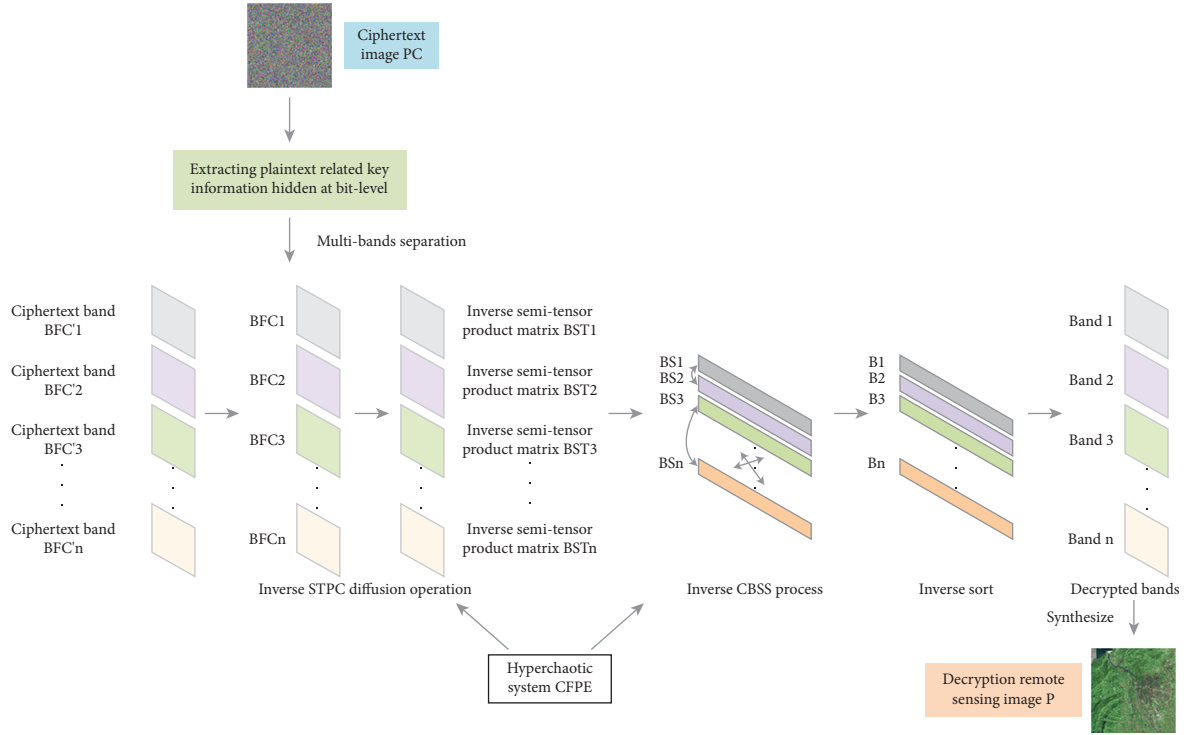 Ciphertext
image PC
Extracting plaintext related key
information hidden at bit-level
Multi-bands separation
Ciphertext band
BFC'1
Ciphertext band
BFC'2
Ciphertext band
BFC'3
Ciphertext band
BFC'n
BFC1
BFC2
BFC3
BFCn
Inverse semi-tensor
product matrix BST1
Inverse semi-tensor
product matrix BST2
Inverse semi-tensor
product matrix BST3
Inverse semi-tensor
product matrix BSTn
Inverse STPC diffusion operation
BS1
BS2
BS3
BSn
Inverse CBSS process
B1
B2
B3
Bn
Inverse sort
Band 1
Band 2
Band 3
Band n
Decrypted bands
Synthesize
Hyperchaotic
system CFPE
Decryption remote
sensing image P